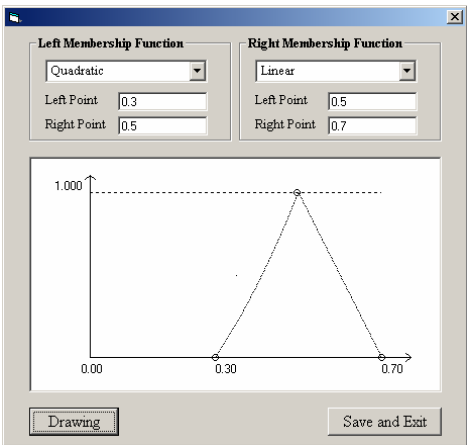 Left Membership Function
Quadratic
Left Point 0.3
Right Point 0.5
Right Membership Function
Linear
Left Point 0.5
Right Point 0.7
1.000
0.00 0.30 0.70
Drawing Save and Exit